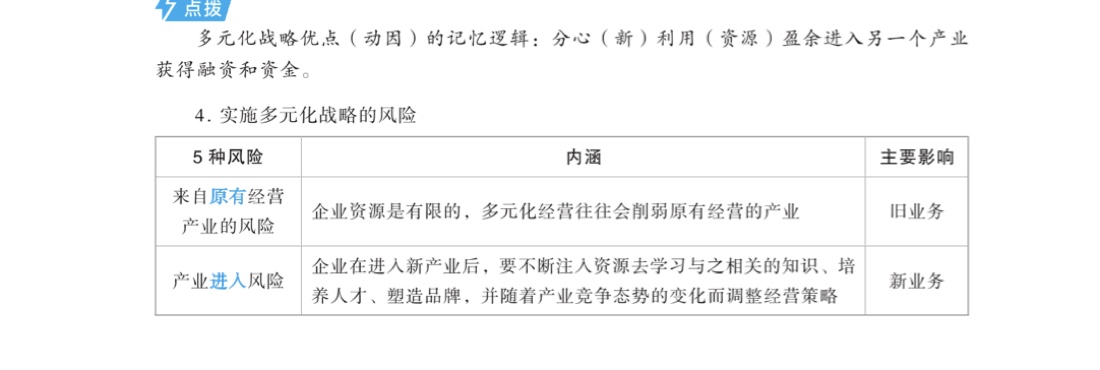 点拨
多元化战略优点（动因）的记忆逻辑：分心（新）利用（资源）盈余进入另一个产业
获得融资和资金。
4. 实施多元化战略的风险
5 种风险
内涵
主要影响
来自原有经营
产业的风险
企业资源是有限的，多元化经营往往会削弱原有经营的产业
旧业务
产业进入风险
企业在进入新产业后，要不断注入资源去学习与之相关的知识、培
养人才、塑造品牌，并随着产业竞争态势的变化而调整经营策略
新业务